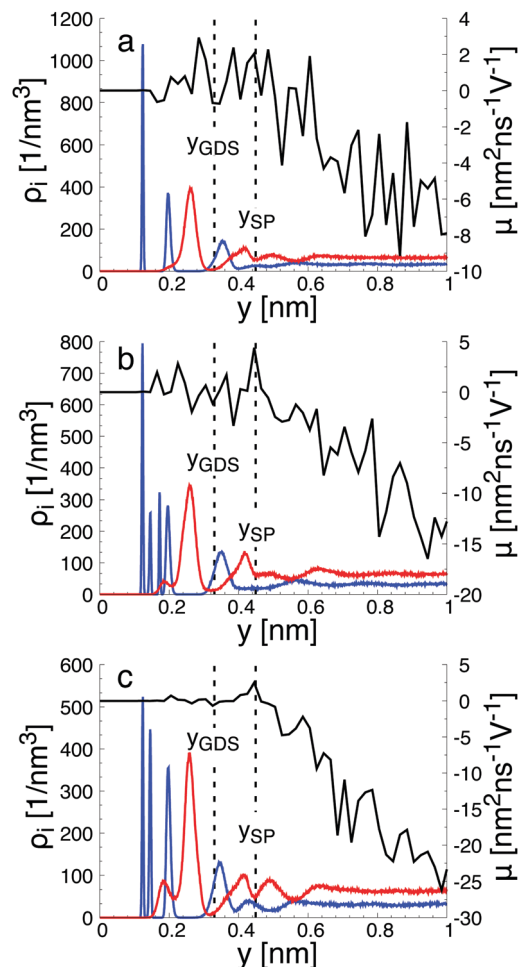 a
1200
1000
800
600
400
200
0
ρi [1/nm³]
yGDS
ySP
4
2
0
-2
-4
-6
-8
-10
μ [nm²ns⁻¹V⁻¹]
0 0.2 0.4 0.6 0.8 1
y [nm]
b
800
700
600
500
400
300
200
100
0
ρi [1/nm³]
yGDS
ySP
5
0
-5
-10
-15
-20
μ [nm²ns⁻¹V⁻¹]
0 0.2 0.4 0.6 0.8 1
y [nm]
c
600
500
400
300
200
100
0
ρi [1/nm³]
yGDS
ySP
5
0
-5
-10
-15
-20
-25
-30
μ [nm²ns⁻¹V⁻¹]
0 0.2 0.4 0.6 0.8 1
y [nm]